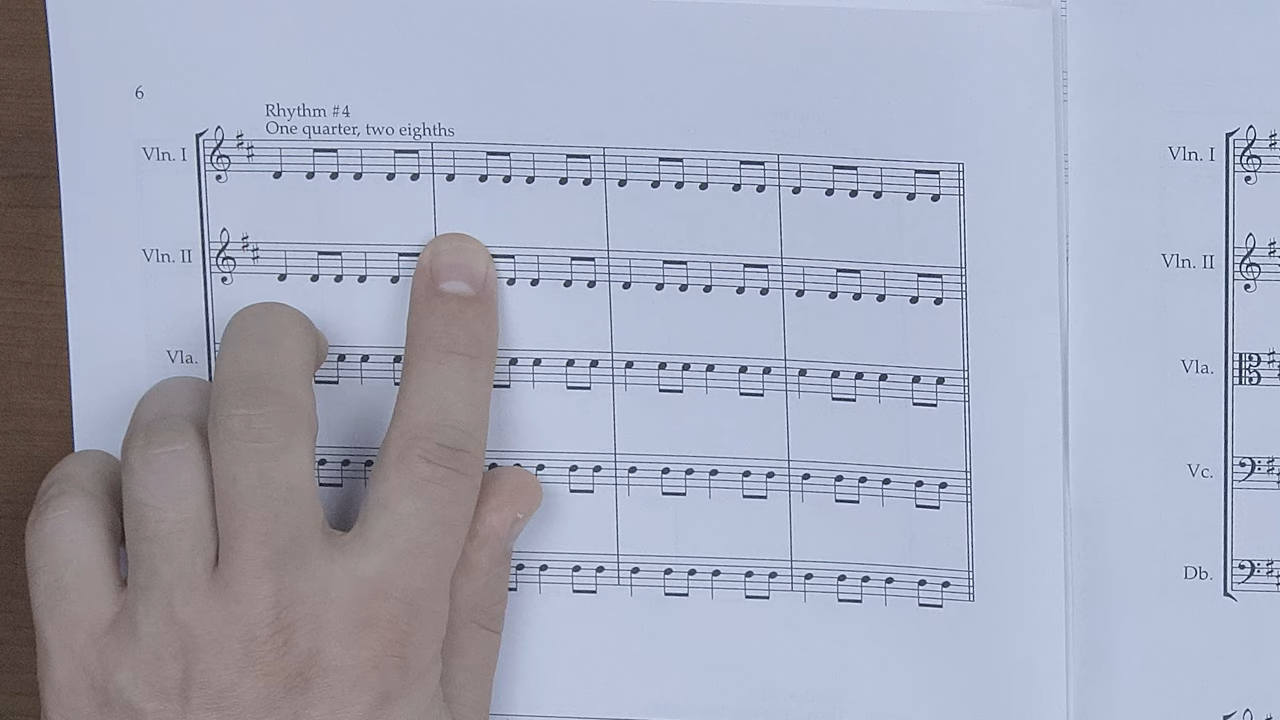 6
Rhythm #4
One quarter, two eighths
Vln. I
Vln. II
Vla.
Vln. I
Vln. II
Vla.
Vc.
Db.